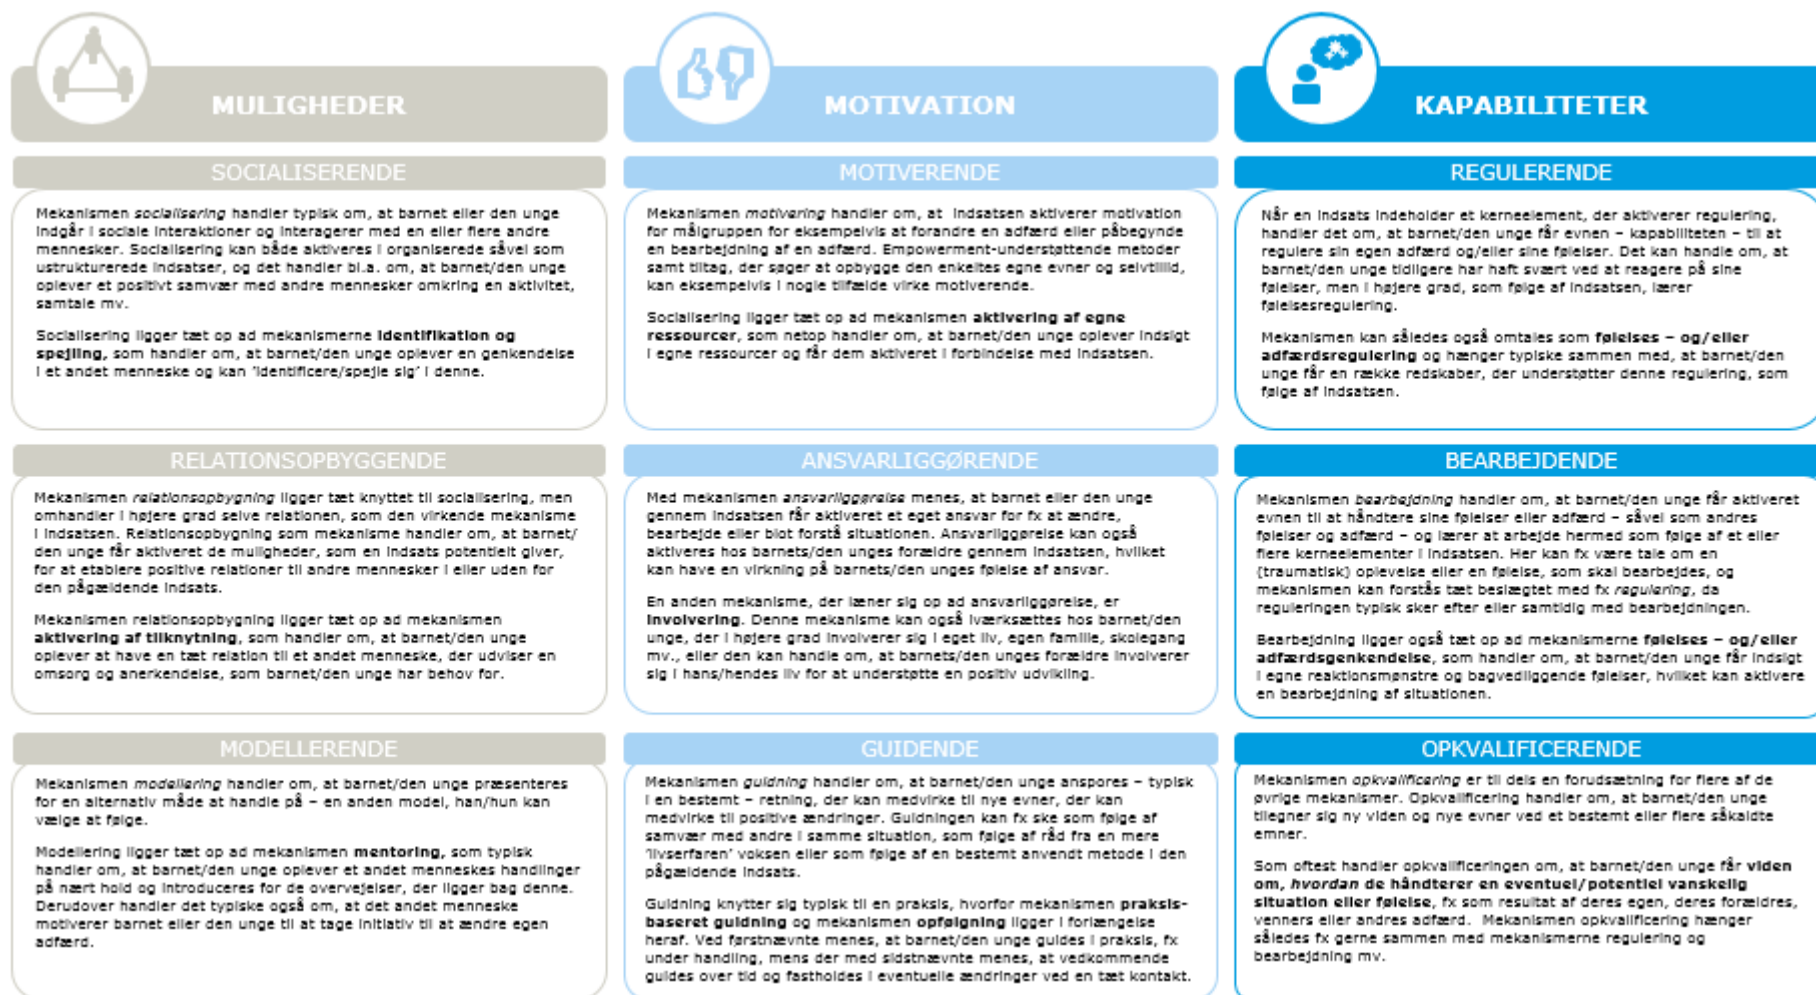 MULIGHEDER
SOCIALISERENDE
Mekanismen socialisering handler typisk om, at barnet eller den unge
indgår i sociale interaktioner og interagerer med en eller flere andre
mennesker. Socialisering kan både aktiveres i organiserede såvel som
ustrukturerede indsatser, og det handler bl.a. om, at barnet/den unge
oplever et positivt samvær med andre mennesker omkring en aktivitet,
samtale mv.
Socialisering ligger tæt op ad mekanismerne identifikation og
spejling, som handler om, at barnet/den unge oplever en genkendelse
i et andet menneske og kan 'identificere/spejle sig' i denne.
RELATIONSOPBYGGENDE
Mekanismen relationsopbygning ligger tæt knyttet til socialisering, men
omhandler i højere grad selve relationen, som den virkende mekanisme
i indsatsen. Relationsopbygning som mekanisme handler om, at barnet/
den unge får aktiveret de muligheder, som en indsats potentielt giver,
for at etablere positive relationer til andre mennesker i eller uden for
den pågældende indsats.
Mekanismen relationsopbygning ligger tæt op ad mekanismen
aktivering af tilknytning, som handler om, at barnet/den unge
oplever at have en tæt relation til et andet menneske, der udviser en
omsorg og anerkendelse, som barnet/den unge har behov for.
MODELLERENDE
Mekanismen modellering handler om, at barnet/den unge præsenteres
for en alternativ måde at handle på – en anden model, han/hun kan
vælge at følge.
Modellering ligger tæt op ad mekanismen mentoring, som typisk
handler om, at barnet/den unge oplever et andet menneskes handlinger
på nært hold og introduceres for de overvejelser, der ligger bag denne.
Derudover handler det typiske også om, at det andet menneske
motiverer barnet eller den unge til at tage initiativ til at ændre egen
adfærd.
MOTIVATION
MOTIVERENDE
Mekanismen motivering handler om, at indsatsen aktiverer motivation
for målgruppen for eksempelvis at forandre en adfærd eller påbegynde
en bearbejdning af en adfærd. Empowerment-understøttende metoder
samt tiltag, der søger at opbygge den enkeltes egne evner og selvtillid,
kan eksempelvis i nogle tilfælde virke motiverende.
Socialisering ligger tæt op ad mekanismen aktivering af egne
ressourcer, som netop handler om, at barnet/den unge oplever indsigt
i egne ressourcer og får dem aktiveret i forbindelse med indsatsen.
ANSVARLIGGØRENDE
Med mekanismen ansvarliggørelse menes, at barnet eller den unge
gennem indsatsen får aktiveret et eget ansvar for fx at ændre,
bearbejde eller blot forstå situationen. Ansvarliggørelse kan også
aktiveres hos barnets/den unges forældre gennem indsatsen, hvilket
kan have en virkning på barnets/den unges følelse af ansvar.
En anden mekanisme, der læner sig op ad ansvarliggørelse, er
involvering. Denne mekanisme kan også iværksættes hos barnet/den
unge, der i højere grad involverer sig i eget liv, egen familie, skolegang
mv., eller den kan handle om, at barnets/den unges forældre involverer
sig i hans/hendes liv for at understøtte en positiv udvikling.
GUIDENDE
Mekanismen guidning handler om, at barnet/den unge anspores – typisk
i en bestemt – retning, der kan medvirke til nye evner, der kan
medvirke til positive ændringer. Guidningen kan fx ske som følge af
samvær med andre i samme situation, som følge af råd fra en mere
'livserfaren' voksen eller som følge af en bestemt anvendt metode i den
pågældende indsats.
Guidning knytter sig typisk til en praksis, hvorfor mekanismen praksis-
baseret guidning og mekanismen opfølgning ligger i forlængelse
heraf. Ved førstnævnte menes, at barnet/den unge guides i praksis, fx
under handling, mens der med sidstnævnte menes, at vedkommende
guides over tid og fastholdes i eventuelle ændringer ved en tæt kontakt.
KAPABILITETER
REGULERENDE
Når en indsats indeholder et kerneelement, der aktiverer regulering,
handler det om, at barnet/den unge får evnen – kapabiliteten – til at
regulere sin egen adfærd og/eller sine følelser. Det kan handle om, at
barnet/den unge tidligere har haft svært ved at reagere på sine
følelser, men i højere grad, som følge af indsatsen, lærer
følelsesregulering.
Mekanismen kan således også omtales som følelses – og/eller
adfærdsregulering og hænger typiske sammen med, at barnet/den
unge får en række redskaber, der understøtter denne regulering, som
følge af indsatsen.
BEARBEJDENDE
Mekanismen bearbejdning handler om, at barnet/den unge får aktiveret
evnen til at håndtere sine følelser eller adfærd – såvel som andres
følelser og adfærd – og lærer at arbejde hermed som følge af et eller
flere kerneelementer i indsatsen. Her kan fx være tale om en
(traumatisk) oplevelse eller en følelse, som skal bearbejdes, og
mekanismen kan forstås tæt beslægtet med fx regulering, da
reguleringen typisk sker efter eller samtidig med bearbejdningen.
Bearbejdning ligger også tæt op ad mekanismerne følelses – og/eller
adfærdsgenkendelse, som handler om, at barnet/den unge får indsigt
i egne reaktionsmønstre og bagvedliggende følelser, hvilket kan aktivere
en bearbejdning af situationen.
OPKVALIFICERENDE
Mekanismen opkvalificering er til dels en forudsætning for flere af de
øvrige mekanismer. Opkvalificering handler om, at barnet/den unge
tilegner sig ny viden og nye evner ved et bestemt eller flere såkaldte
emner.
Som oftest handler opkvalificeringen om, at barnet/den unge får viden
om, hvordan de håndterer en eventuel/potentiel vanskelig
situation eller følelse, fx som resultat af deres egen, deres forældres,
venners eller andres adfærd. Mekanismen opkvalificering hænger
således fx gerne sammen med mekanismerne regulering og
bearbejdning mv.